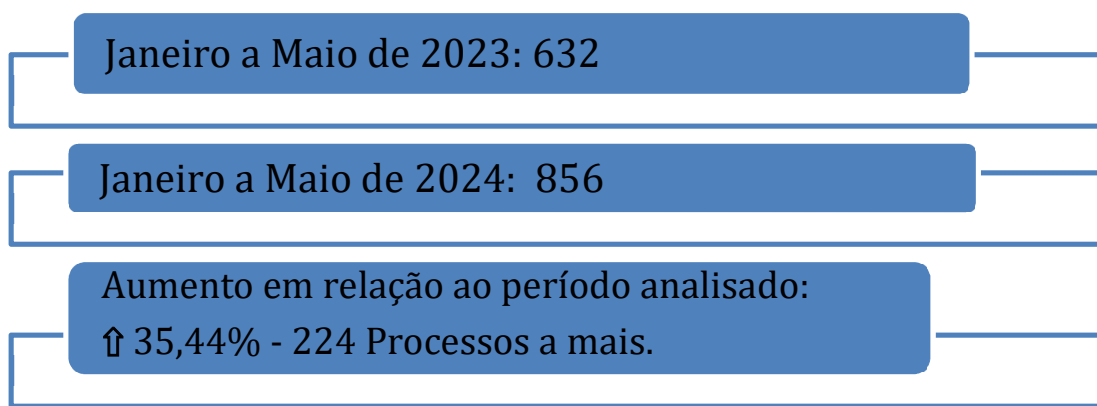 Janeiro a Maio de 2023: 632
Janeiro a Maio de 2024: 856
Aumento em relação ao período analisado:
⇧ 35,44% - 224 Processos a mais.